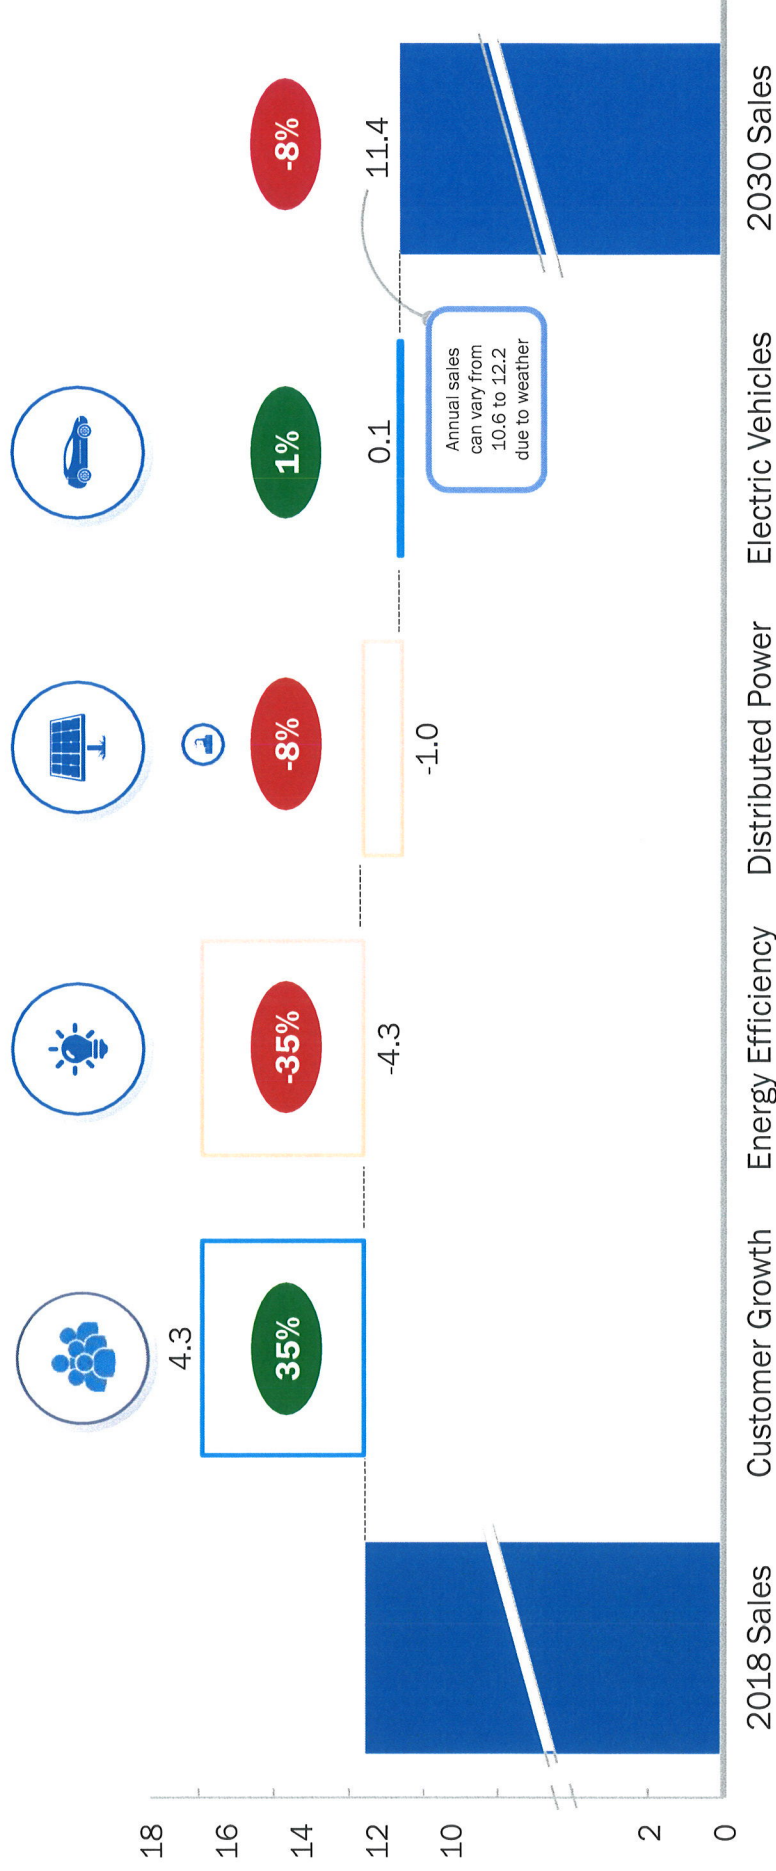 18
16
14
12
10
2
0
4.3
35%
-35%
-4.3
-8%
-1.0
1%
0.1
Annual sales
can vary from
10.6 to 12.2
due to weather
-8%
11.4
2018 Sales
Customer Growth
Energy Efficiency
Distributed Power
Electric Vehicles
2030 Sales